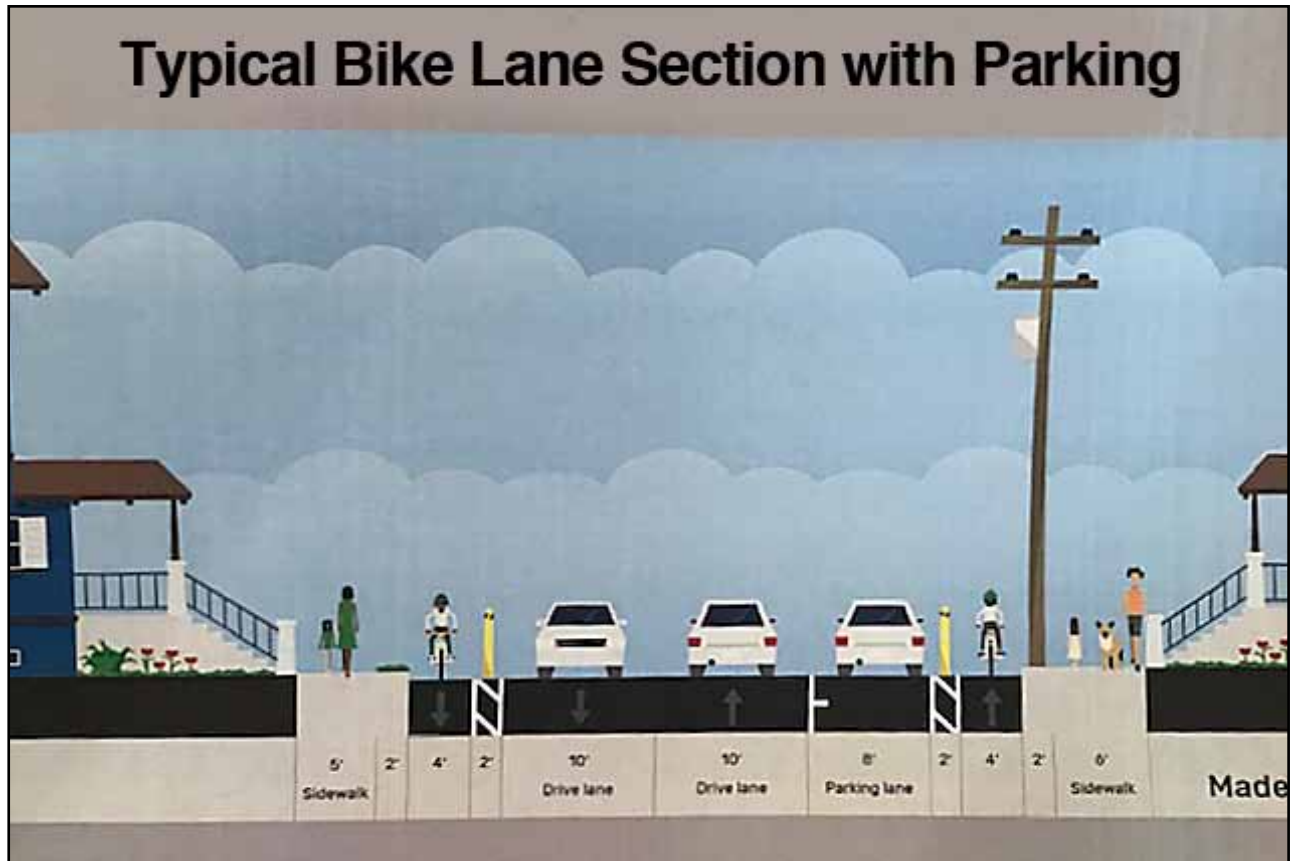 Typical Bike Lane Section with Parking
5' 2' 4' 2' 10' 10' 8' 2' 4' 2' 6'
Sidewalk Drive lane Drive lane Parking lane Sidewalk
Made